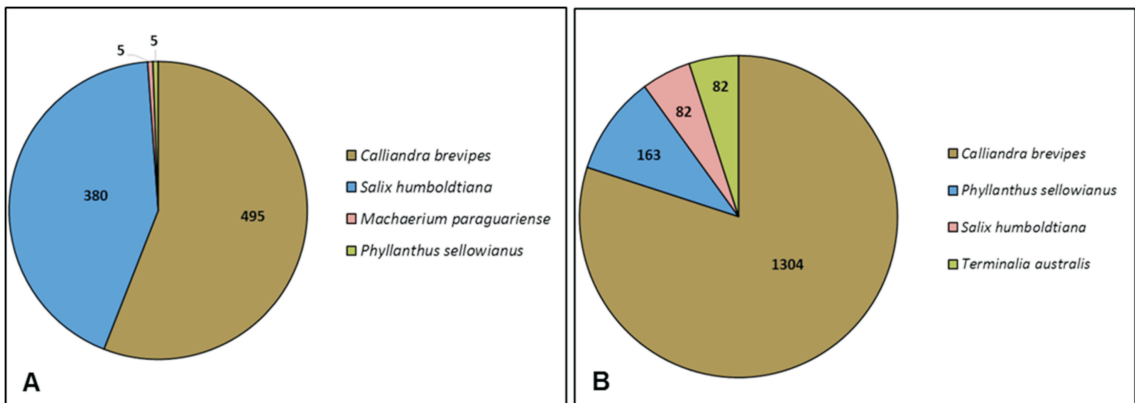 5
5
380
495
Calliandra brevipes
Salix humboldtiana
Machaerium paraguariense
Phyllanthus sellowianus
A
82
82
163
1304
Calliandra brevipes
Phyllanthus sellowianus
Salix humboldtiana
Terminalia australis
B